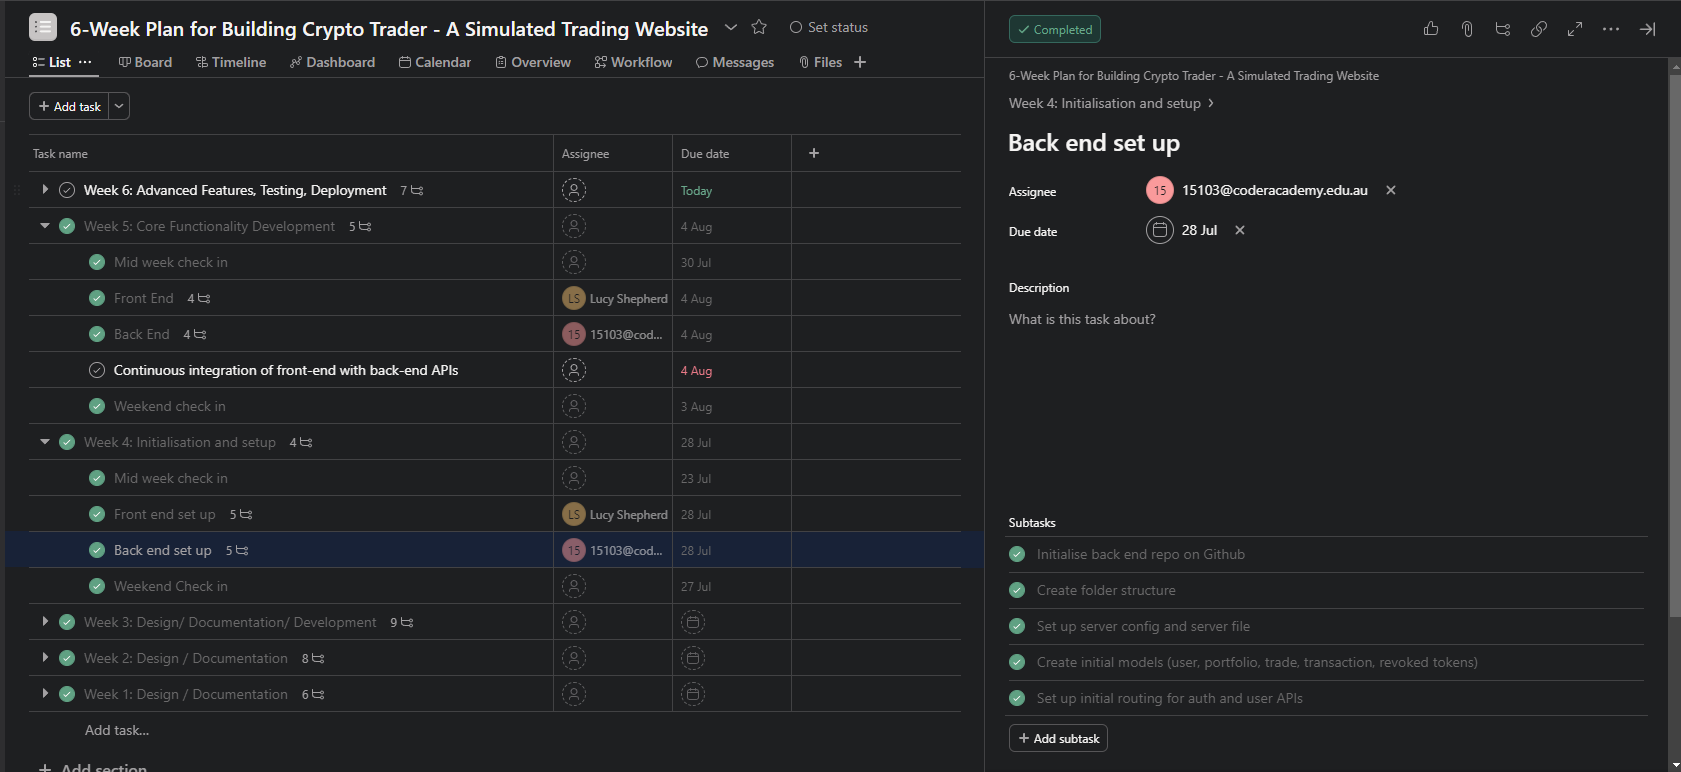 6-Week Plan for Building Crypto Trader - A Simulated Trading Website
Set status
List
Board
Timeline
Dashboard
Calendar
Overview
Workflow
Messages
Files
+ Add task
Task name Assignee Due date +
Week 6: Advanced Features, Testing, Deployment 7 Today
Week 5: Core Functionality Development 5 4 Aug
Mid week check in 30 Jul
Front End 4 LS Lucy Shepherd 4 Aug
Back End 4 15 15103@cod... 4 Aug
Continuous integration of front-end with back-end APIs 4 Aug
Weekend check in 3 Aug
Week 4: Initialisation and setup 4 28 Jul
Mid week check in 23 Jul
Front end set up 5 LS Lucy Shepherd 28 Jul
Back end set up 5 15 15103@cod... 28 Jul
Weekend Check in 27 Jul
Week 3: Design/ Documentation/ Development 9
Week 2: Design / Documentation 8
Week 1: Design / Documentation 6
Add task...
+ Add section
Completed
6-Week Plan for Building Crypto Trader - A Simulated Trading Website
Week 4: Initialisation and setup
Back end set up
Assignee 15 15103@coderacademy.edu.au
Due date 28 Jul
Description
What is this task about?
Subtasks
Initialise back end repo on Github
Create folder structure
Set up server config and server file
Create initial models (user, portfolio, trade, transaction, revoked tokens)
Set up initial routing for auth and user APIs
+ Add subtask